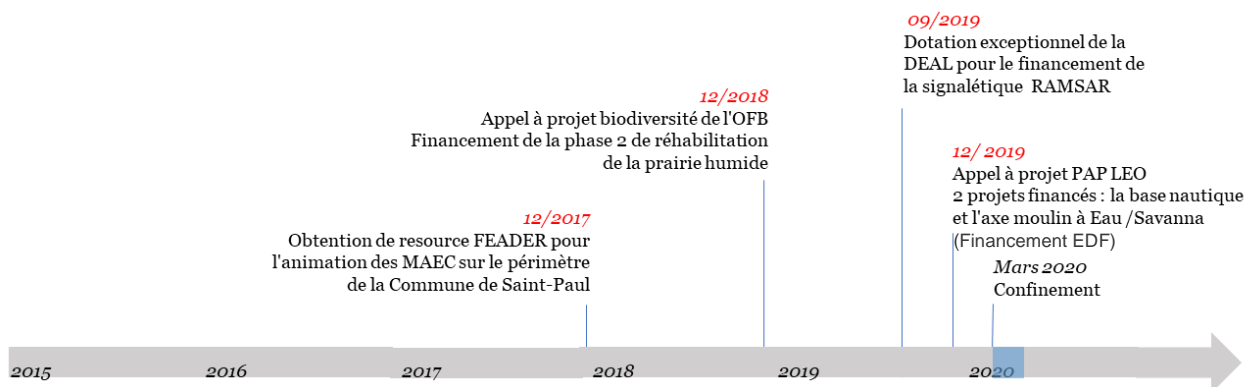 09/2019
Dotation exceptionnel de la
DEAL pour le financement de
la signalétique RAMSAR
12/2018
Appel à projet biodiversité de l'OFB
Financement de la phase 2 de réhabilitation
de la prairie humide
12/ 2019
Appel à projet PAP LEO
2 projets financés : la base nautique
et l'axe moulin à Eau /Savanna
(Financement EDF)
12/2017
Obtention de resource FEADER pour
l'animation des MAEC sur le périmètre
de la Commune de Saint-Paul
Mars 2020
Confinement
2015 2016 2017 2018 2019 2020